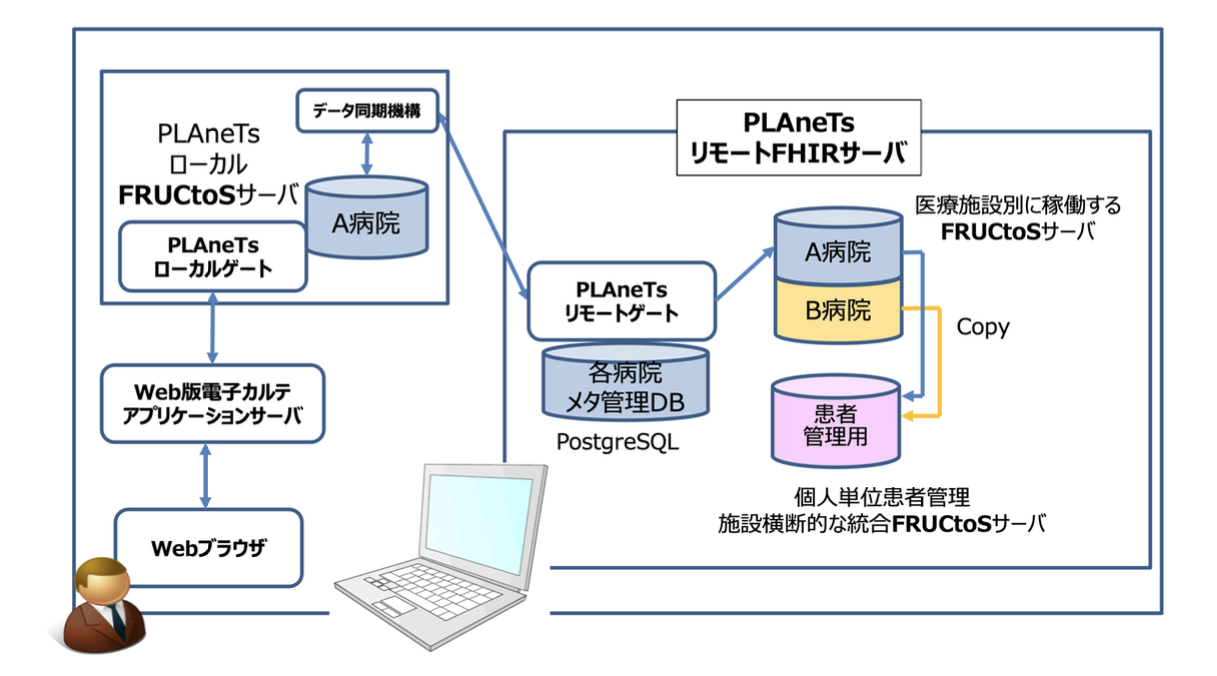 データ同期機構
PLAneTs
ローカル
FRUCtoSサーバ
A病院
PLAneTs
ローカルゲート
Web版電子カルテ
アプリケーションサーバ
Webブラウザ
PLAneTs
リモートFHIRサーバ
医療施設別に稼働する
FRUCtoSサーバ
A病院
B病院
Copy
PLAneTs
リモートゲート
各病院
メタ管理DB
PostgreSQL
患者
管理用
個人単位患者管理
施設横断的な統合FRUCtoSサーバ